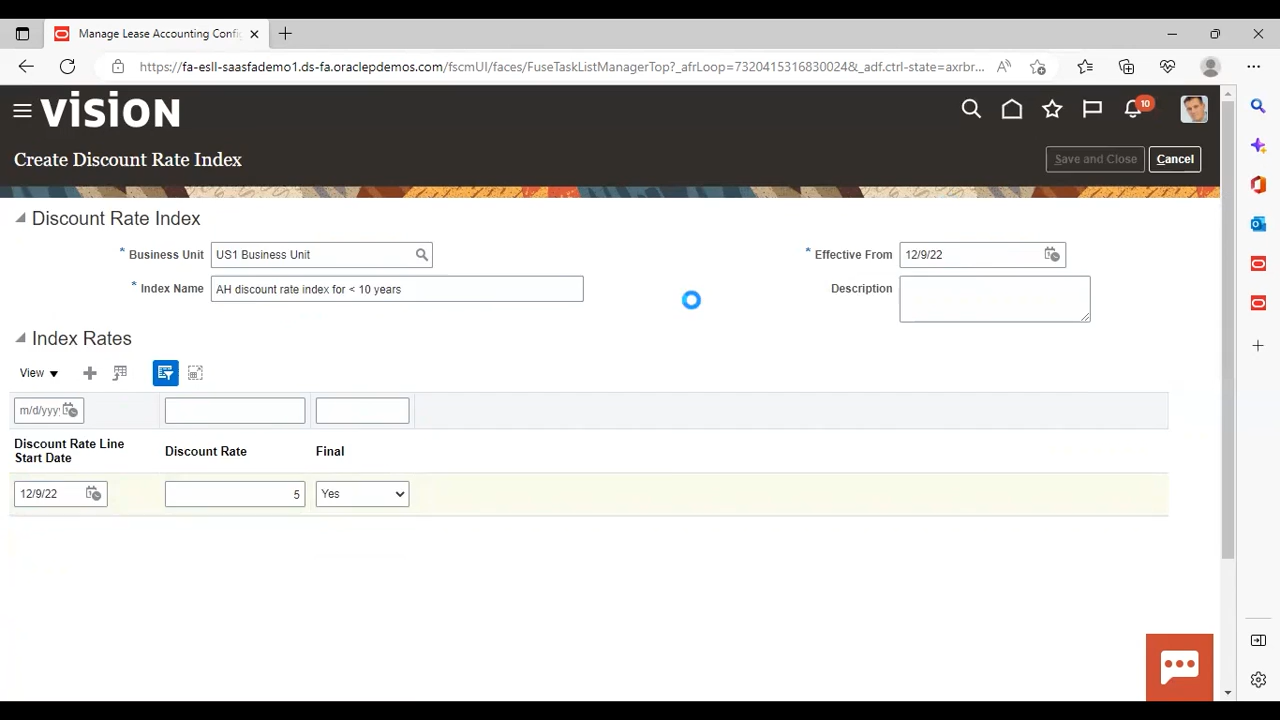 Manage Lease Accounting Config
https://fa-esll-saasfademo1.ds-fa.oraclepdemos.com/fscmUI/faces/FuseTaskListManagerTop?_afrLoop=7320415316830024&_adf.ctrl-state=axrbr...
VISION
10
Create Discount Rate Index
Save and Close
Cancel
Discount Rate Index
* Business Unit US1 Business Unit
* Effective From 12/9/22
* Index Name AH discount rate index for < 10 years
Description
Index Rates
View
m/d/yyy
Discount Rate Line Start Date
Discount Rate
Final
12/9/22 5 Yes